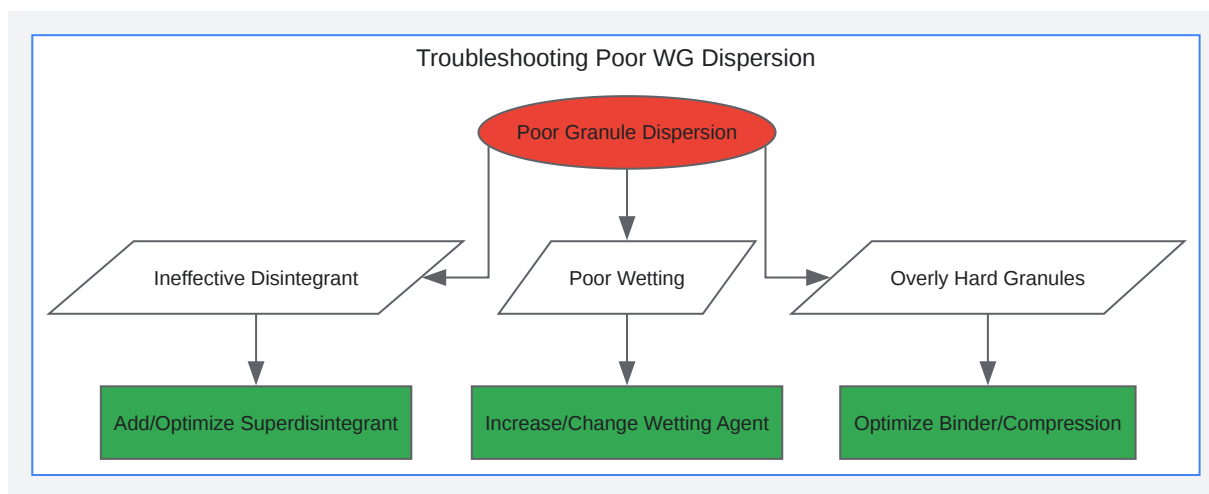 Troubleshooting Poor WG Dispersion
Poor Granule Dispersion
Ineffective Disintegrant
Poor Wetting
Overly Hard Granules
Add/Optimize Superdisintegrant
Increase/Change Wetting Agent
Optimize Binder/Compression